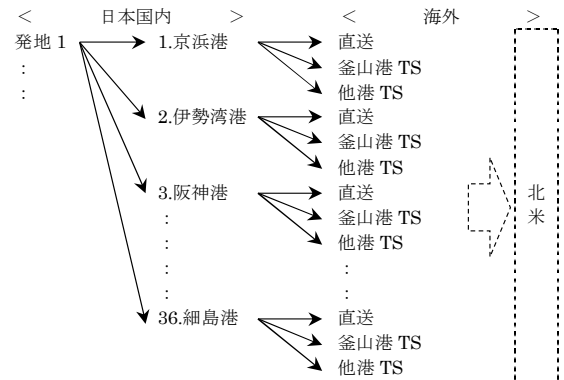 ＜　日本国内　＞　＜　海外　＞
発地 1
：
：
1.京浜港
直送
釜山港 TS
他港 TS
2.伊勢湾港
直送
釜山港 TS
他港 TS
3.阪神港
直送
釜山港 TS
他港 TS
：
：
：
：
：
：
36.細島港
直送
釜山港 TS
他港 TS
北
米